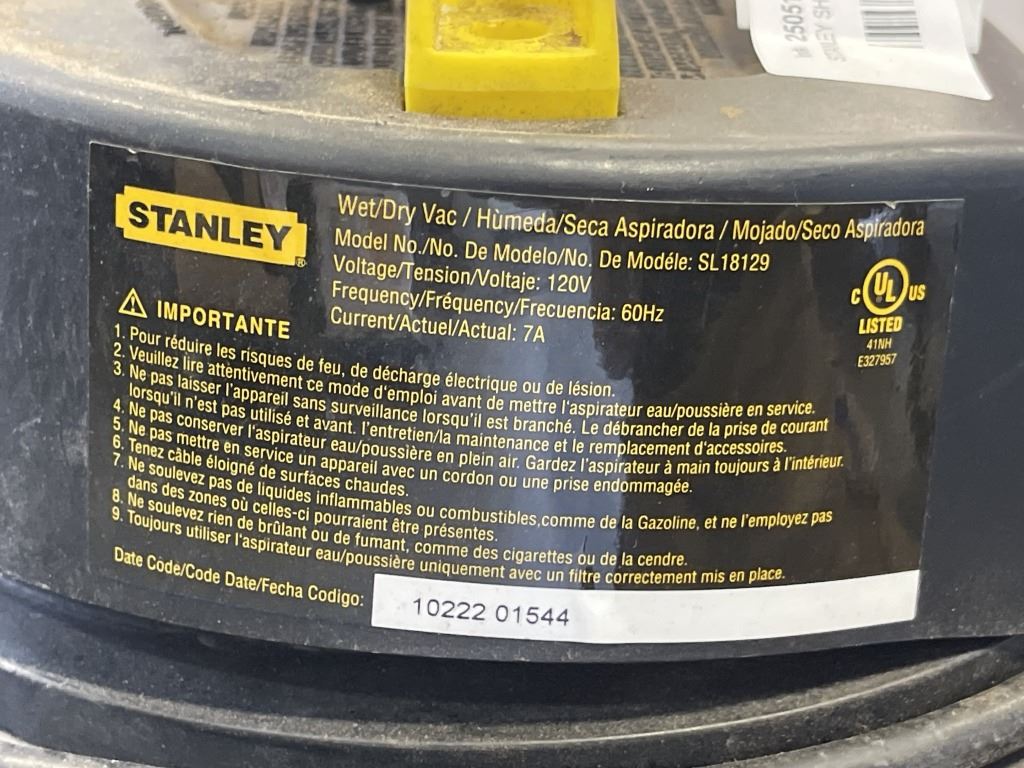 25051
STANLEY
Wet/Dry Vac / Hùmeda/Seca Aspiradora / Mojado/Seco Aspiradora
Model No./No. De Modelo/No. De Modéle: SL18129
Voltage/Tension/Voltaje: 120V
Frequency/Fréquency/Frecuencia: 60Hz
Current/Actuel/Actual: 7A
C UL US
LISTED
41NH
E327957
IMPORTANTE
1. Pour réduire les risques de feu, de décharge électrique ou de lésion.
2. Veuillez lire attentivement ce mode d'emploi avant de mettre l'aspirateur eau/poussière en service.
3. Ne pas laisser l'appareil sans surveillance lorsqu'il est branché. Le débrancher de la prise de courant
lorsqu'il n'est pas utilisé et avant. l'entretien/la maintenance et le remplacement d'accessoires.
4. Ne pas conserver l'aspirateur eau/poussière en plein air. Gardez l'aspirateur à main toujours à l'intérieur.
5. Ne pas mettre en service un appareil avec un cordon ou une prise endommagée.
6. Tenez câble éloigné de surfaces chaudes.
7. Ne soulevez pas de liquides inflammables ou combustibles,comme de la Gazoline, et ne l'employez pas
dans des zones où celles-ci pourraient être présentes.
8. Ne soulevez rien de brûlant ou de fumant, comme des cigarettes ou de la cendre.
9. Toujours utiliser l'aspirateur eau/poussière uniquement avec un filtre correctement mis en place.
Date Code/Code Date/Fecha Codigo:
10222 01544